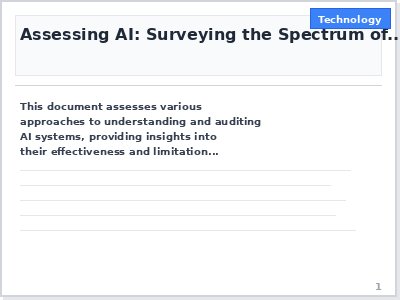 Technology
Assessing AI: Surveying the Spectrum of...
This document assesses various
approaches to understanding and auditing
AI systems, providing insights into
their effectiveness and limitation...
1